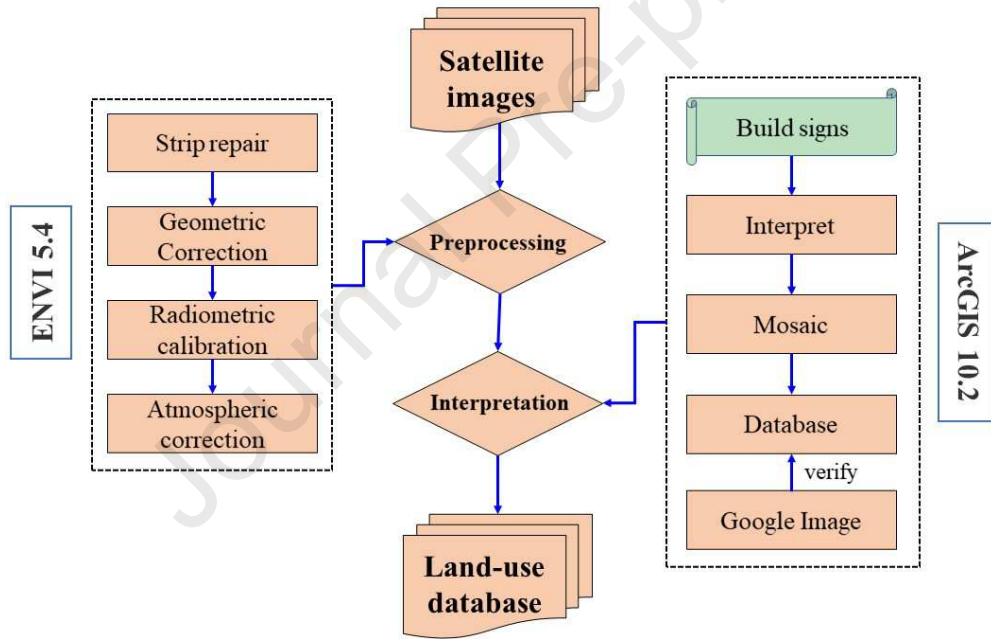 Satellite
images
ENVI 5.4
Strip repair
Geometric
Correction
Radiometric
calibration
Atmospheric
correction
Preprocessing
Interpretation
Land-use
database
Build signs
Interpret
Mosaic
Database
verify
Google Image
ArcGIS 10.2
Journal Pre-p